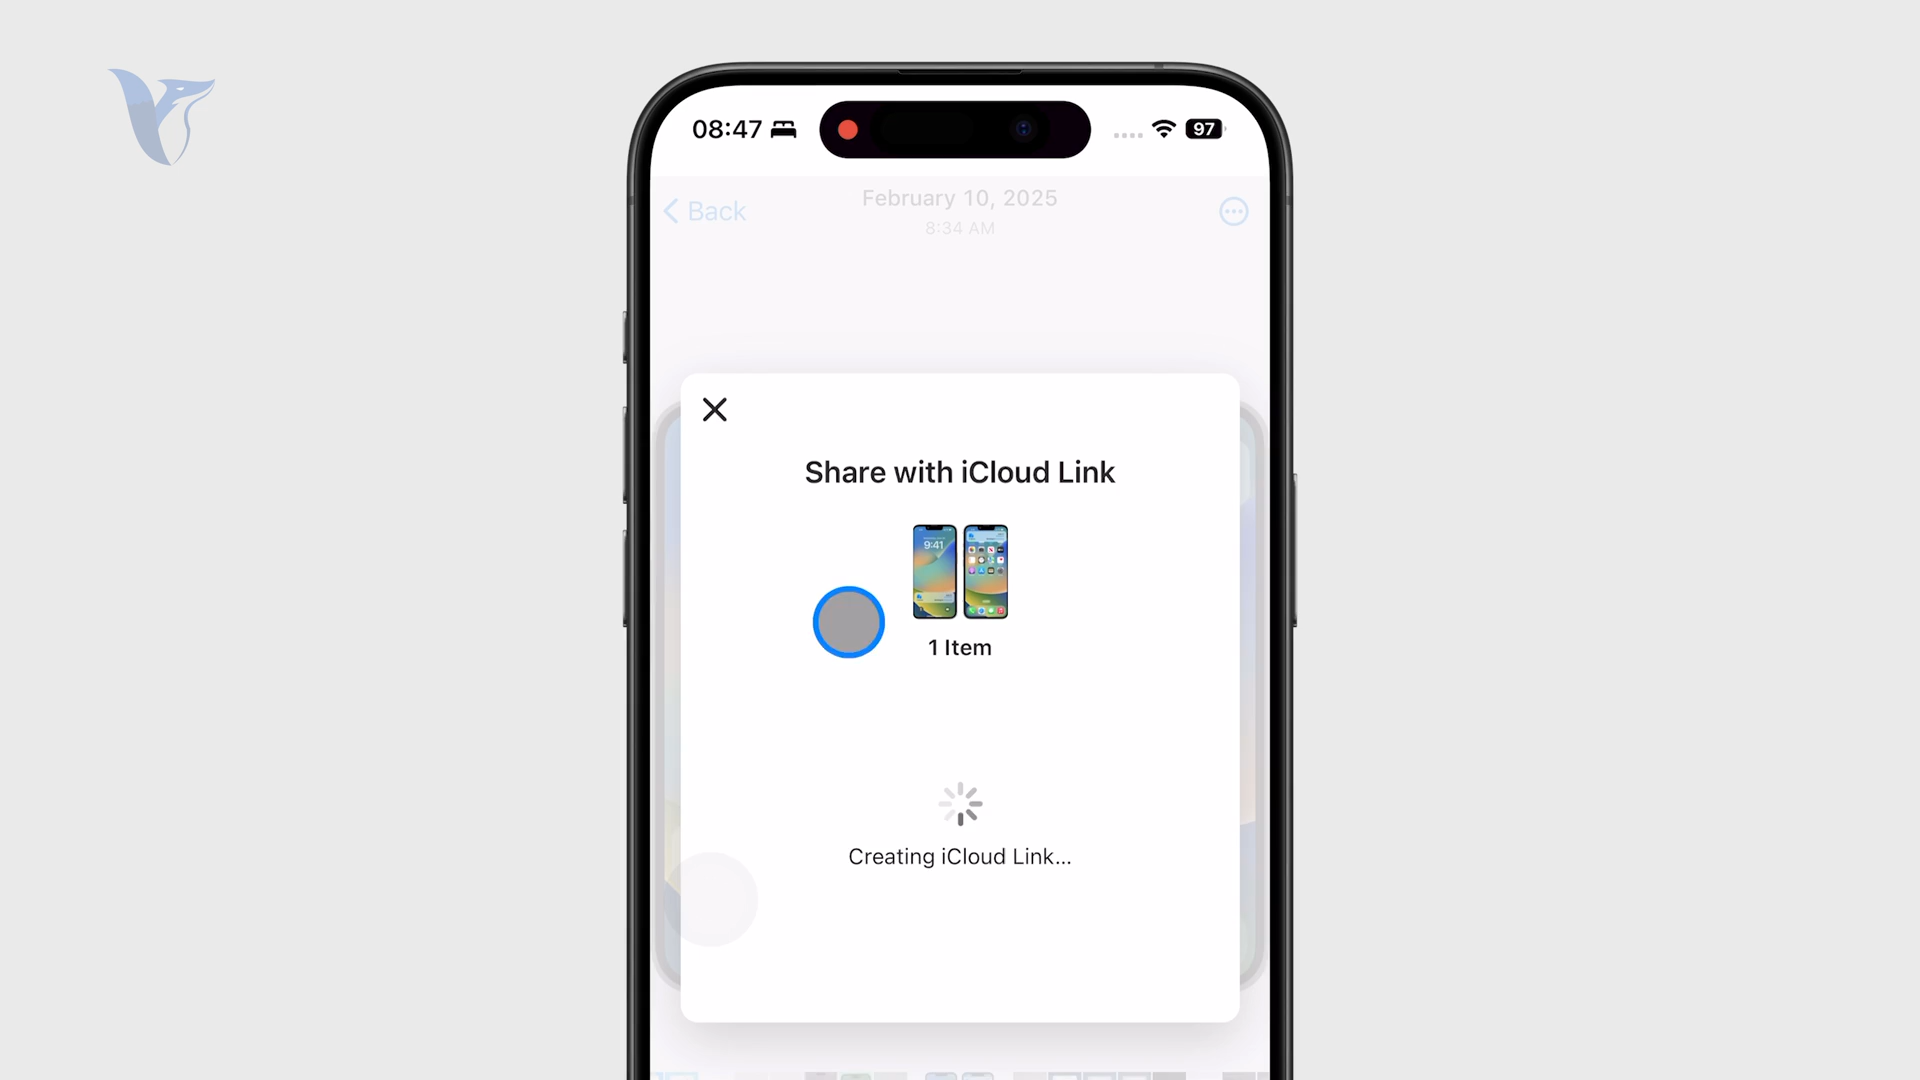 08:47
97
Back
February 10, 2025
8:34 AM
Share with iCloud Link
9:41
1 Item
Creating iCloud Link...